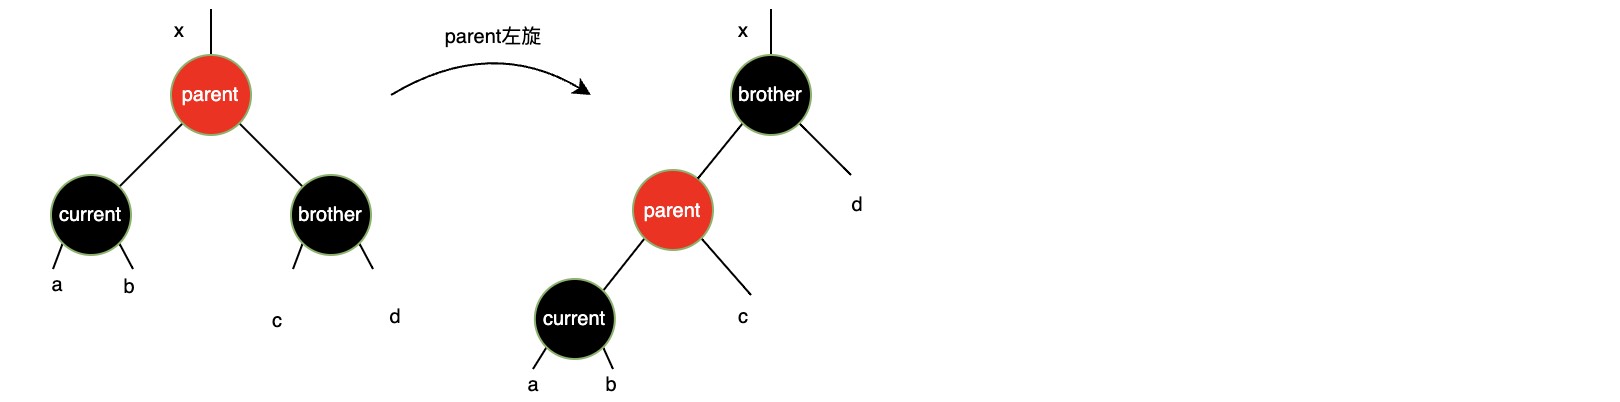 x
parent
current
brother
a
b
c
d
parent左旋
x
brother
parent
d
current
c
a
b